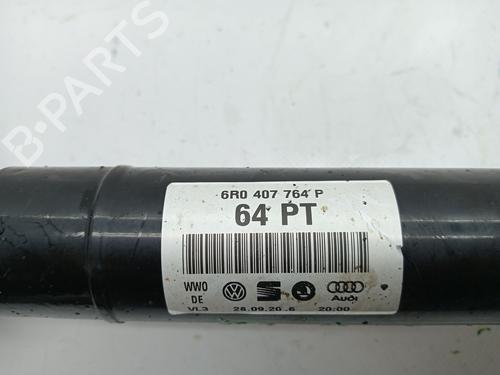 B-PARTS
6R0 407 764 P
64 PT
WWO
DE
VL3 28.09.20 6 20:00
Audi